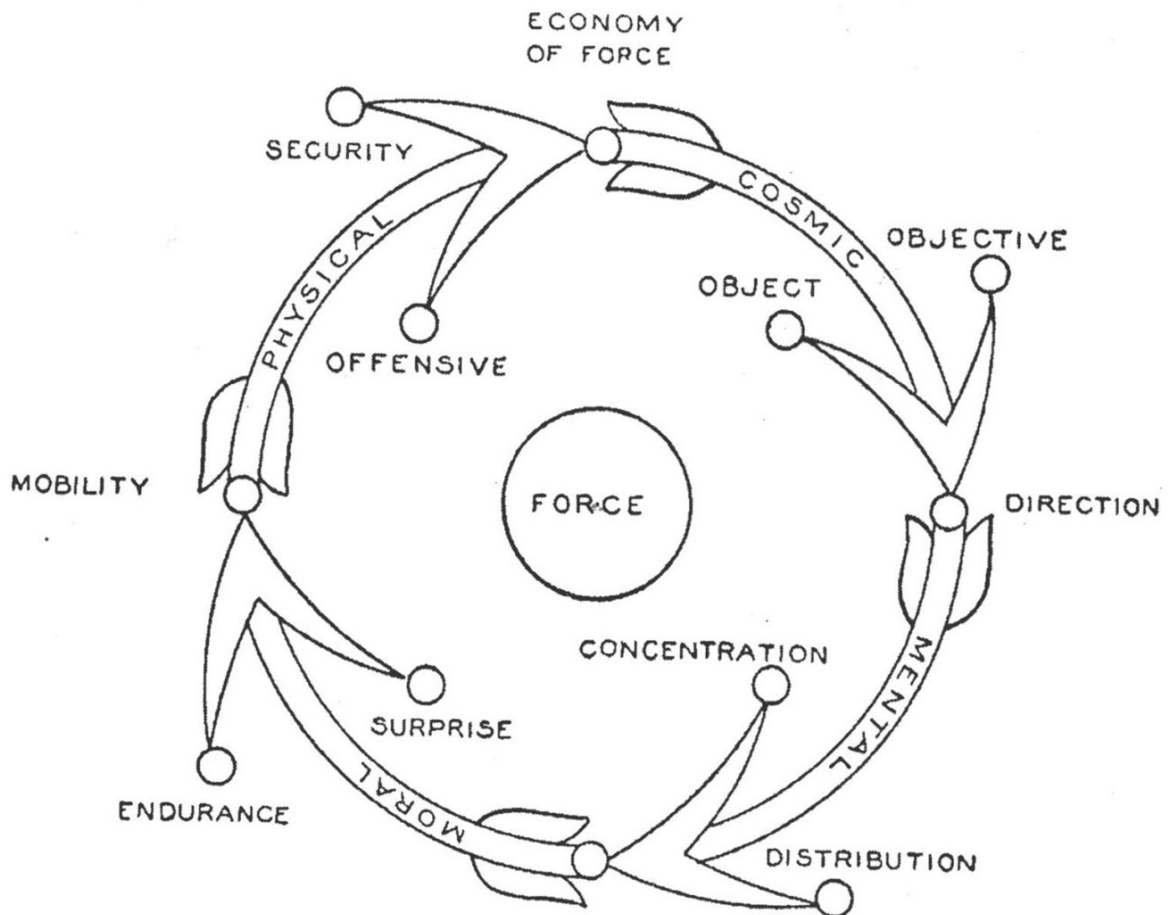 ECONOMY
OF FORCE
SECURITY
COSMIC
OBJECTIVE
OBJECT
PHYSICAL
OFFENSIVE
MOBILITY
FORCE
DIRECTION
CONCENTRATION
MENTAL
SURPRISE
ENDURANCE
MORAL
DISTRIBUTION